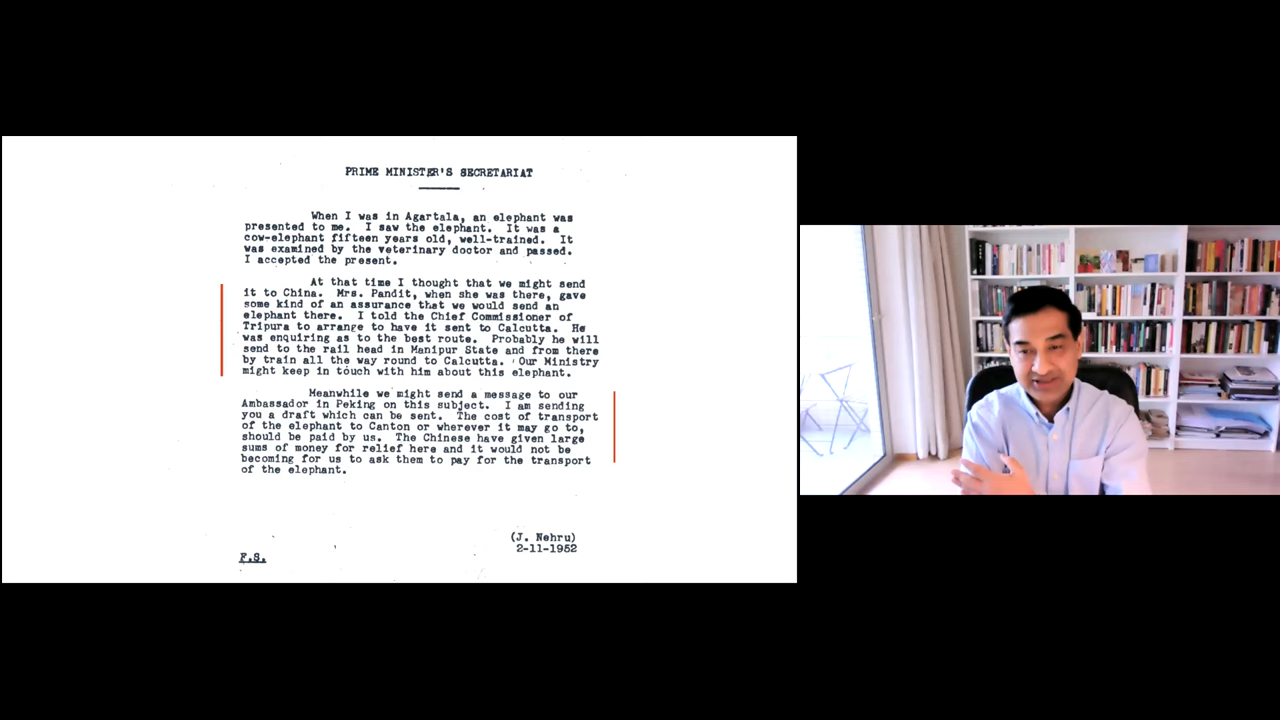 PRIME MINISTER'S SECRETARIAT
When I was in Agartala, an elephant was
presented to me. I saw the elephant. It was a
cow-elephant fifteen years old, well-trained. It
was examined by the veterinary doctor and passed.
I accepted the present.
At that time I thought that we might send
it to China. Mrs. Pandit, when she was there, gave
some kind of an assurance that we would send an
elephant there. I told the Chief Commissioner of
Tripura to arrange to have it sent to Calcutta. He
was enquiring as to the best route. Probably he will
send to the rail head in Manipur State and from there
by train all the way round to Calcutta. Our Ministry
might keep in touch with him about this elephant.
Meanwhile we might send a message to our
Ambassador in Peking on this subject. I am sending
you a draft which can be sent. The cost of transport
of the elephant to Canton or wherever it may go to,
should be paid by us. The Chinese have given large
sums of money for relief here and it would not be
becoming for us to ask them to pay for the transport
of the elephant.
(J. Nehru)
2-11-1952
F.S.